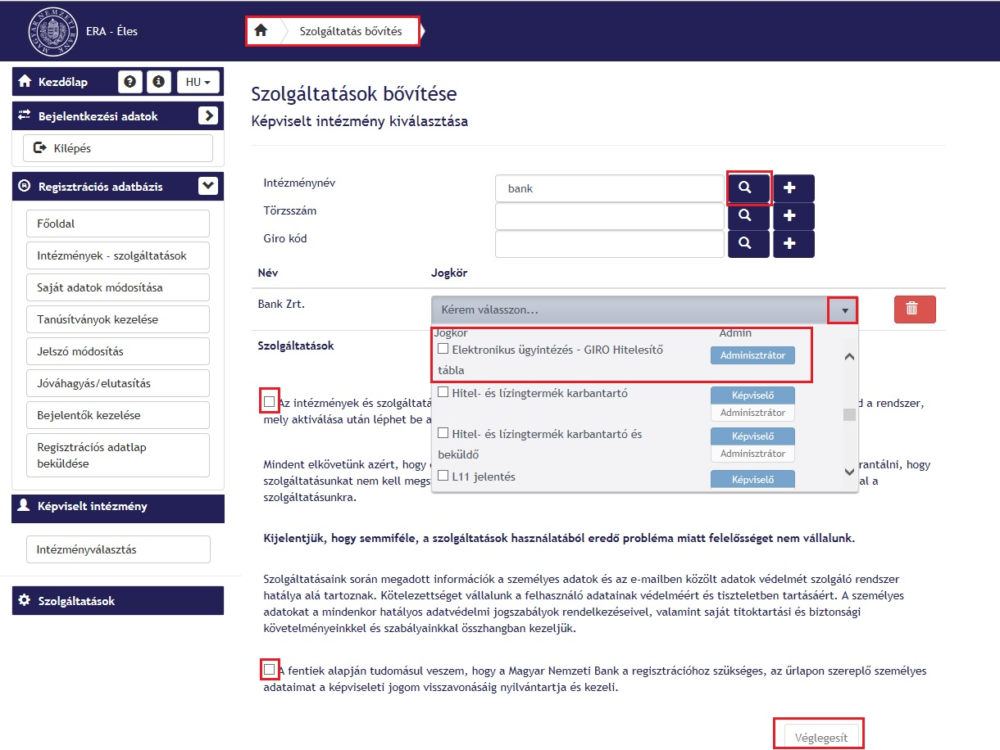 MAGYAR NEMZETI BANK
ERA - Éles
Szolgáltatás bővítés
Kezdőlap
HU
Bejelentkezési adatok
Kilépés
Regisztrációs adatbázis
Főoldal
Intézmények - szolgáltatások
Saját adatok módosítása
Tanúsítványok kezelése
Jelszó módosítás
Jóváhagyás/elutasítás
Bejelentők kezelése
Regisztrációs adatlap
beküldése
Képviselt intézmény
Intézményválasztás
Szolgáltatások
Szolgáltatások bővítése
Képviselt intézmény kiválasztása
Intézménynév
bank
Törzsszám
Giro kód
Név Jogkör
Bank Zrt.
Kérem válasszon...
Szolgáltatások
Jogkör Admin
Elektronikus ügyintézés - GIRO Hitelesítő
tábla
Adminisztrátor
Hitel- és lízingtermék karbantartó
Képviselő
Adminisztrátor
Hitel- és lízingtermék karbantartó és
beküldő
Képviselő
Adminisztrátor
L11 jelentés
Képviselő
Az intézmények és szolgáltatá d a rendszer,
mely aktiválása után léphet be a
Mindent elkövetünk azért, hogy rantálni, hogy
szolgáltatásunkat nem kell megs al a
szolgáltatásunkra.
Kijelentjük, hogy semmiféle, a szolgáltatások használatából eredő probléma miatt felelősséget nem vállalunk.
Szolgáltatásaink során megadott információk a személyes adatok és az e-mailben közölt adatok védelmét szolgáló rendszer
hatálya alá tartoznak. Kötelezettséget vállalunk a felhasználó adatainak védelméért és tiszteletben tartásáért. A személyes
adatokat a mindenkor hatályos adatvédelmi jogszabályok rendelkezéseivel, valamint saját titoktartási és biztonsági
követelményeinkkel és szabályainkkal összhangban kezeljük.
A fentiek alapján tudomásul veszem, hogy a Magyar Nemzeti Bank a regisztrációhoz szükséges, az űrlapon szereplő személyes
adataimat a képviseleti jogom visszavonásáig nyilvántartja és kezeli.
Véglegesít